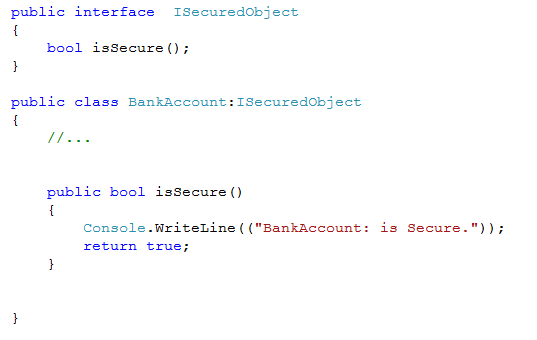 public interface  ISecuredObject
{
    bool isSecure();
}
public class BankAccount:ISecuredObject
{
    //...
    public bool isSecure()
    {
        Console.WriteLine(("BankAccount: is Secure."));
        return true;
    }
}